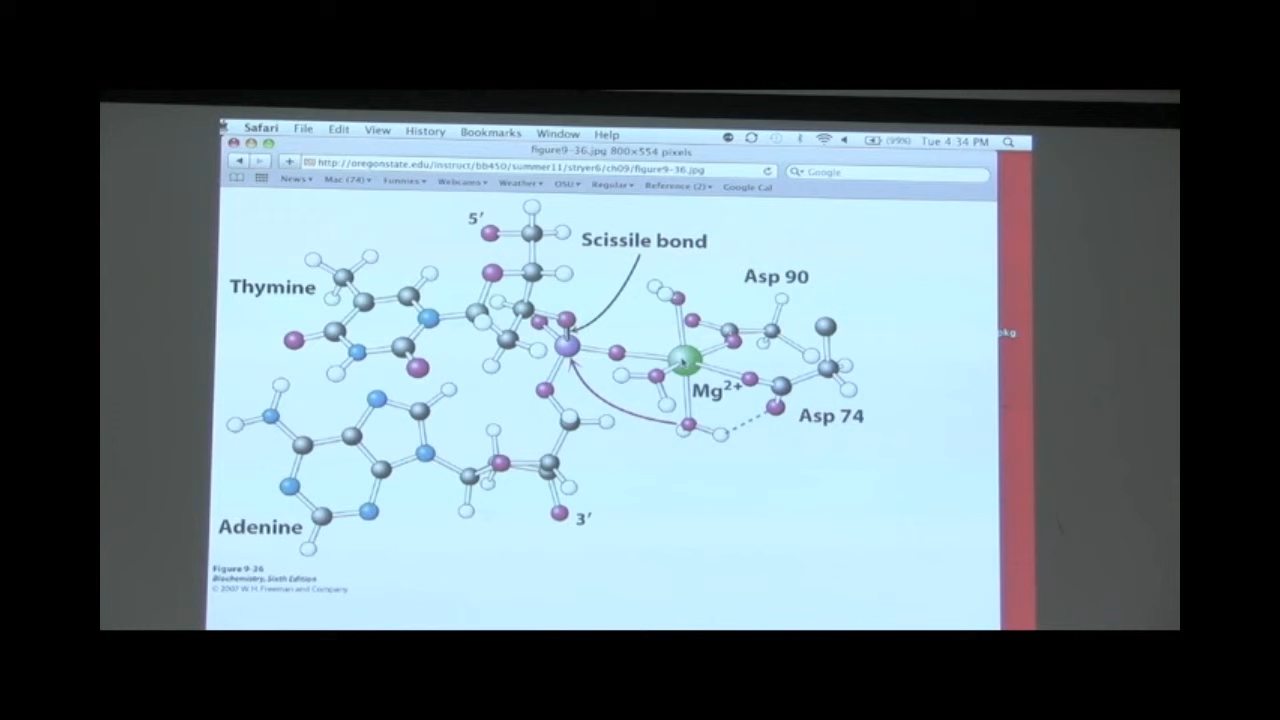 Safari File Edit View History Bookmarks Window Help (99%) Tue 4:34 PM
figure9-36.jpg 800×554 pixels
http://oregonstate.edu/instruct/bb450/summer11/stryer6/ch09/figure9-36.jpg Google
News Mac (74) Funnies Webcams Weather OSU Regular Reference (2) Google Cal
5′
Scissile bond
Thymine
Asp 90
pkg
Mg2+
Asp 74
Adenine
3′
Figure 9-36
Biochemistry, Sixth Edition
© 2007 W. H. Freeman and Company